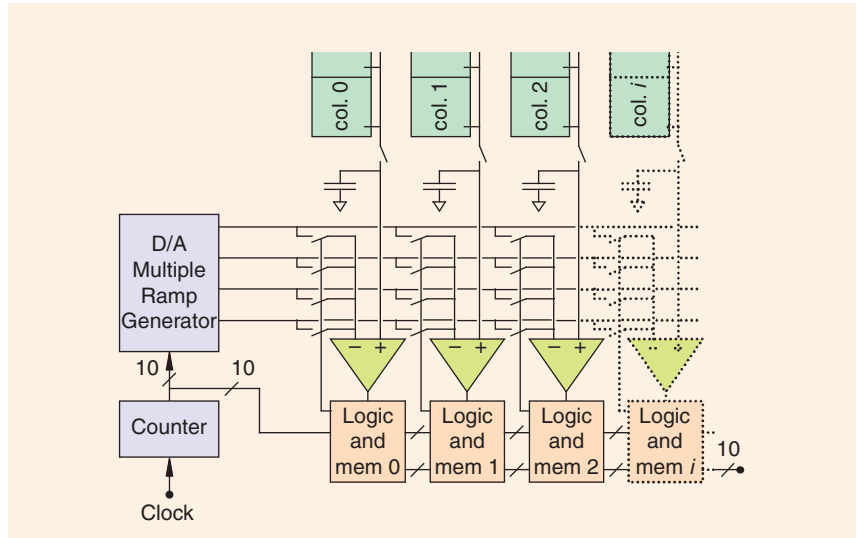 col. 0
col. 1
col. 2
col. i
D/A
Multiple
Ramp
Generator
10
10
Counter
Clock
− +
− +
− +
Logic
and
mem 0
Logic
and
mem 1
Logic
and
mem 2
Logic
and
mem i
10